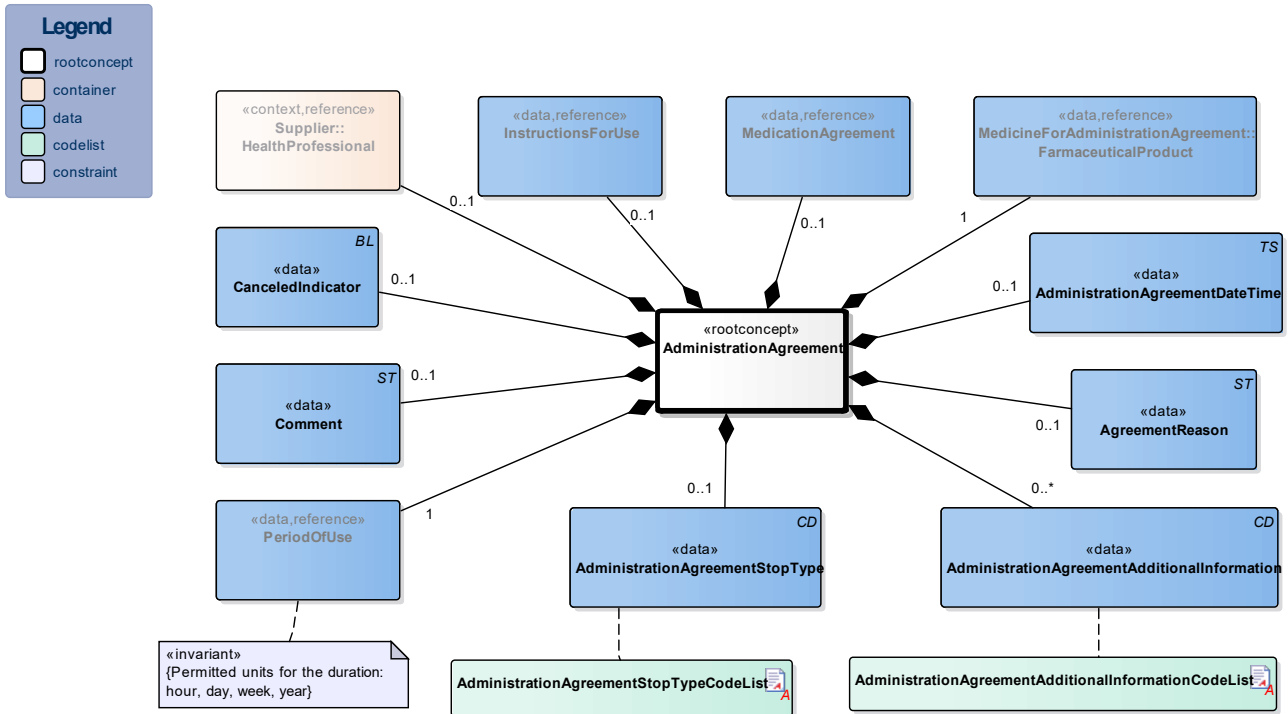 Legend
rootconcept
container
data
codelist
constraint
«context,reference»
Supplier::
HealthProfessional
«data,reference»
InstructionsForUse
«data,reference»
MedicationAgreement
«data,reference»
MedicineForAdministrationAgreement::
FarmaceuticalProduct
0..1
0..1
0..1
1
BL
«data»
CanceledIndicator
0..1
TS
«data»
AdministrationAgreementDateTime
0..1
«rootconcept»
AdministrationAgreement
ST
«data»
Comment
0..1
ST
«data»
AgreementReason
0..1
«data,reference»
PeriodOfUse
1
0..1
CD
«data»
AdministrationAgreementStopType
0..*
CD
«data»
AdministrationAgreementAdditionalInformation
«invariant»
{Permitted units for the duration:
hour, day, week, year}
AdministrationAgreementStopTypeCodeList
A
AdministrationAgreementAdditionalInformationCodeList
A